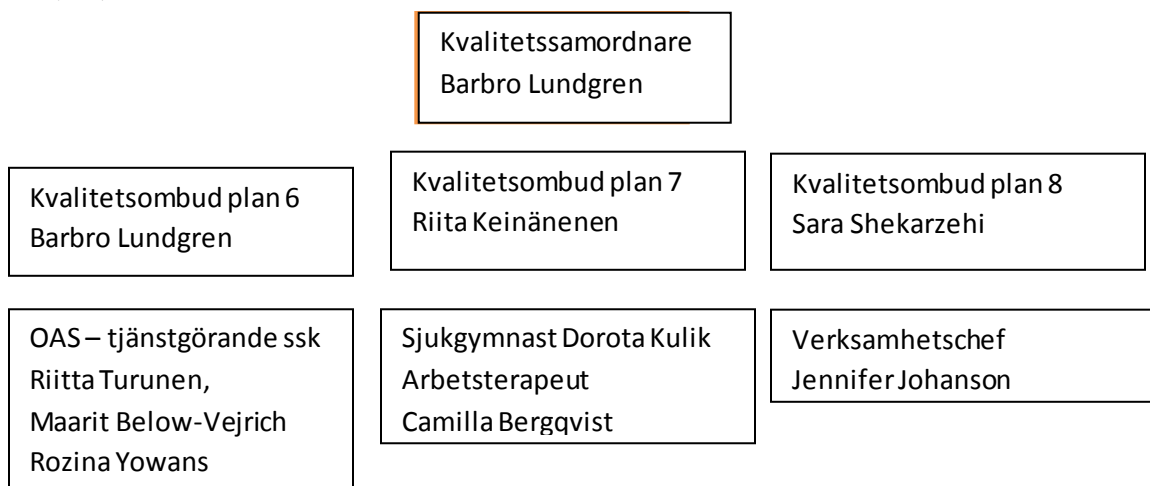 Kvalitetssamordnare
Barbro Lundgren
Kvalitetsombud plan 6
Barbro Lundgren
Kvalitetsombud plan 7
Riita Keinänenen
Kvalitetsombud plan 8
Sara Shekarzehi
OAS – tjänstgörande ssk
Riitta Turunen,
Maarit Below-Vejrich
Rozina Yowans
Sjukgymnast Dorota Kulik
Arbetsterapeut
Camilla Bergqvist
Verksamhetschef
Jennifer Johanson